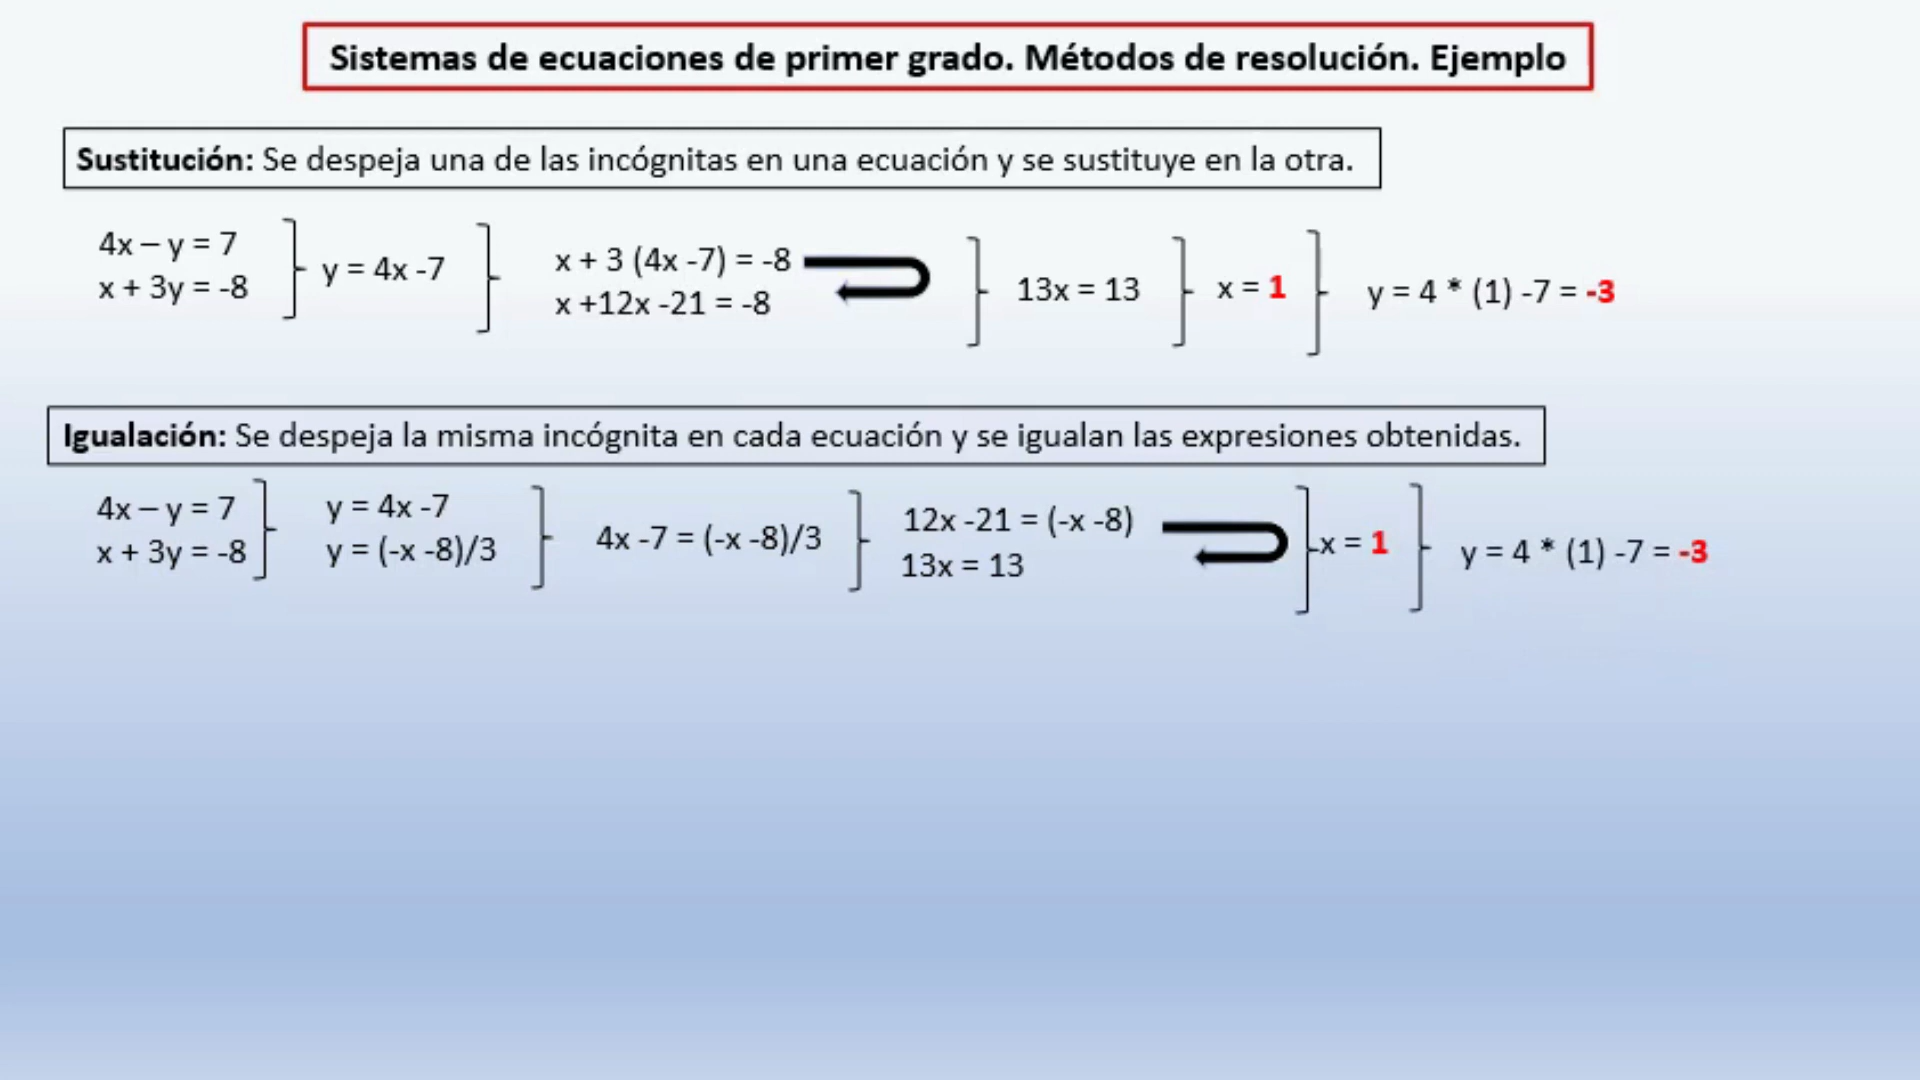 Sistemas de ecuaciones de primer grado. Métodos de resolución. Ejemplo
Sustitución: Se despeja una de las incógnitas en una ecuación y se sustituye en la otra.
4x – y = 7
x + 3y = -8
y = 4x -7
x + 3 (4x -7) = -8
x +12x -21 = -8
13x = 13
x = 1
y = 4 * (1) -7 = -3
Igualación: Se despeja la misma incógnita en cada ecuación y se igualan las expresiones obtenidas.
4x – y = 7
x + 3y = -8
y = 4x -7
y = (-x -8)/3
4x -7 = (-x -8)/3
12x -21 = (-x -8)
13x = 13
x = 1
y = 4 * (1) -7 = -3